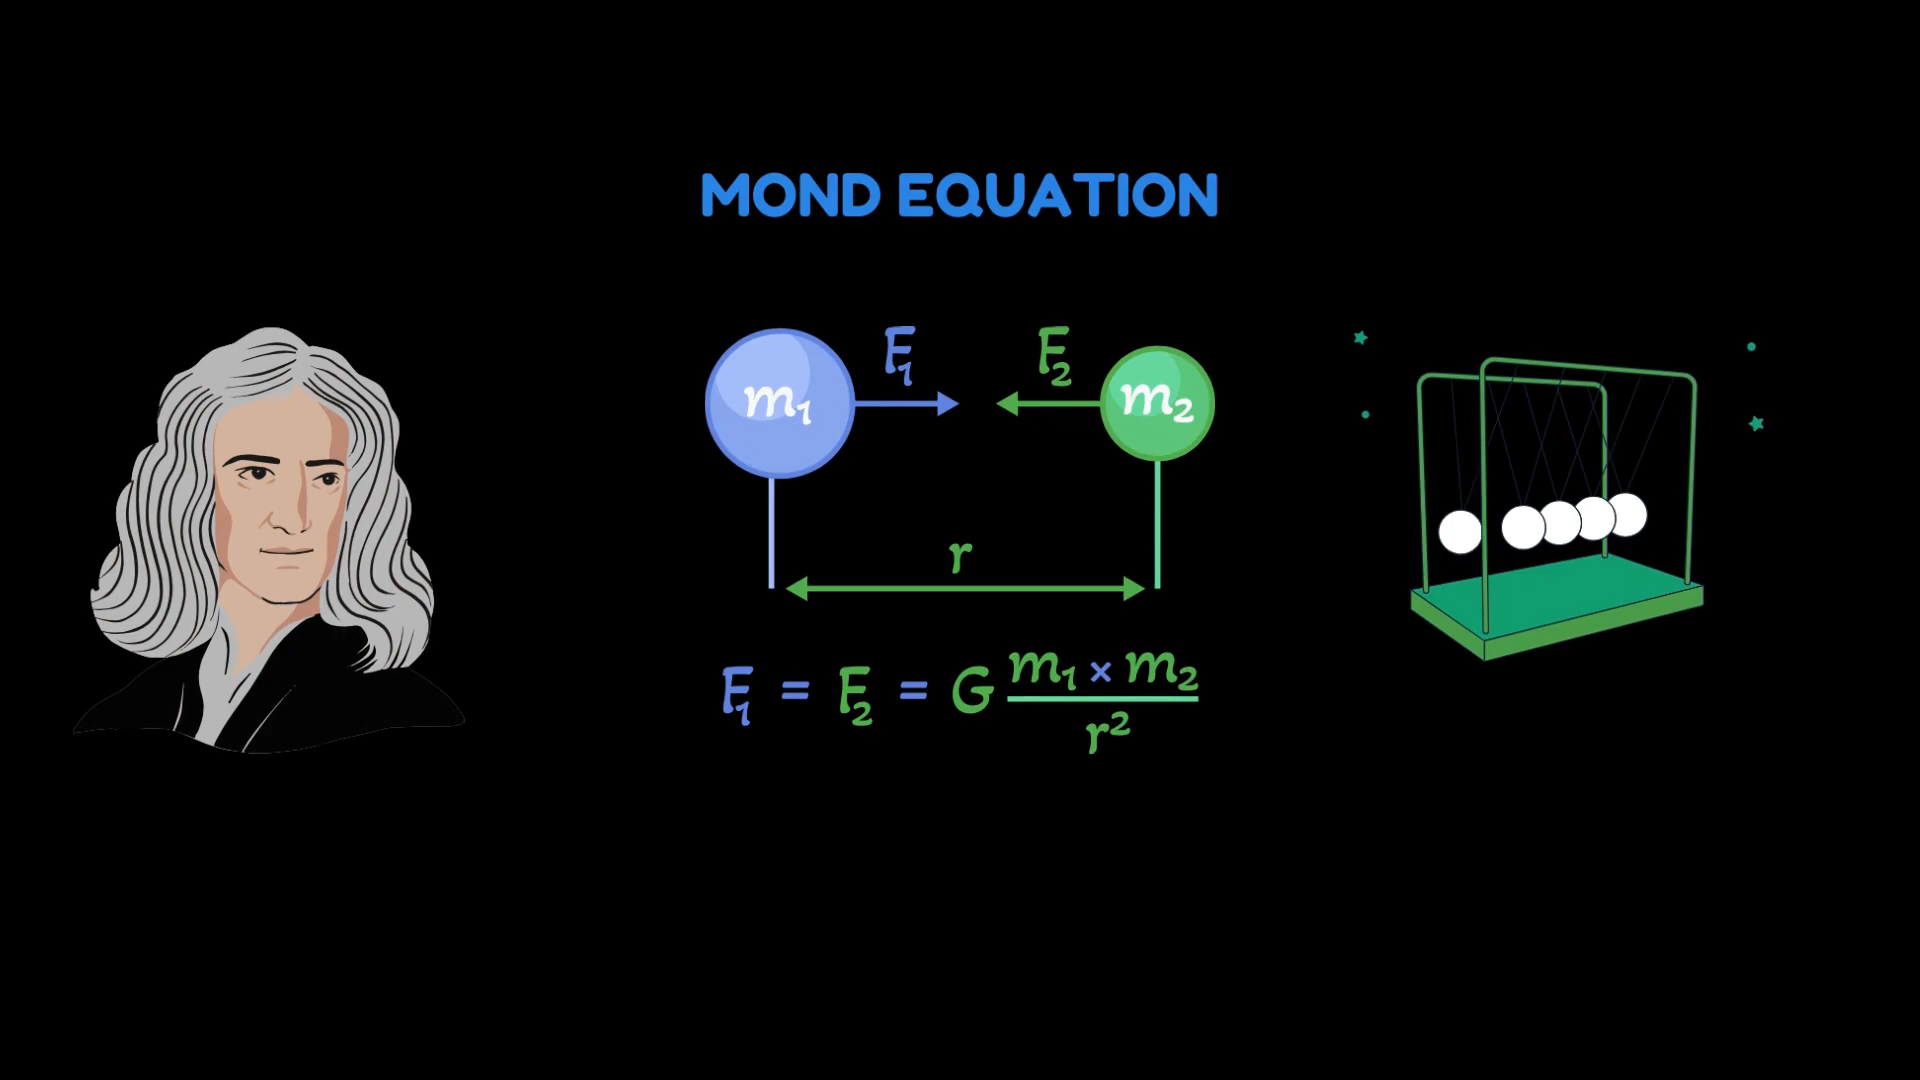 MOND EQUATION
F₁ F₂
m₁ m₂
r
F₁ = F₂ = G m₁ × m₂ / r²